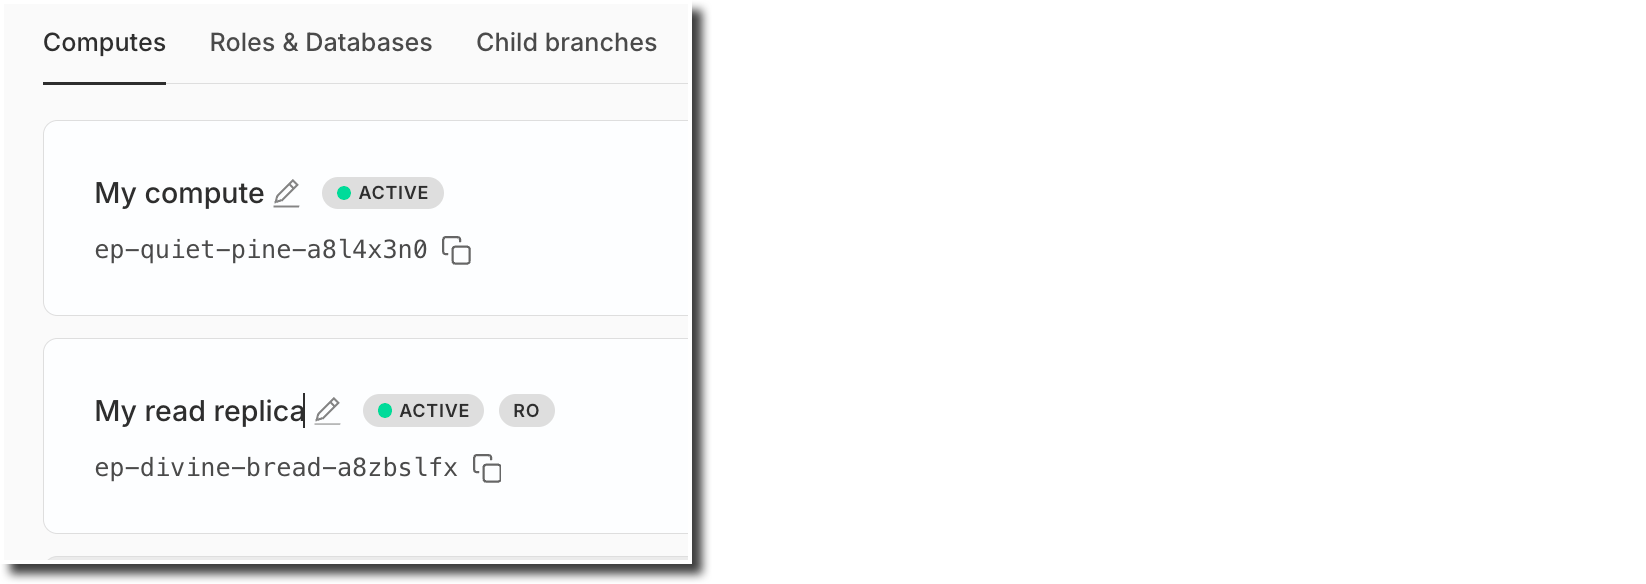 Computes Roles & Databases Child branches
My compute ACTIVE
ep-quiet-pine-a8l4x3n0
My read replica ACTIVE RO
ep-divine-bread-a8zbslfx